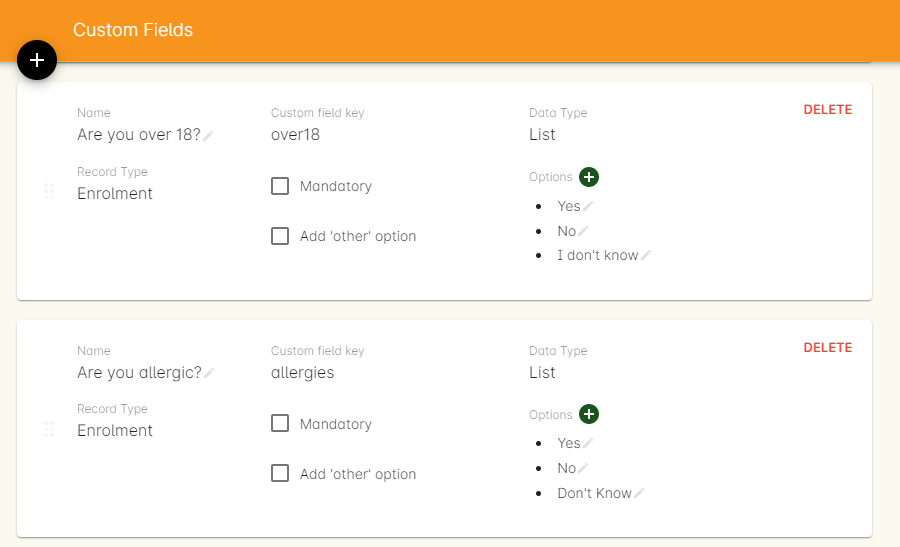 Custom Fields
Name
Custom field key
Data Type
DELETE
Are you over 18?
over18
List
Record Type
Mandatory
Options
Enrolment
Yes
Add 'other' option
No
I don't know
Name
Custom field key
Data Type
DELETE
Are you allergic?
allergies
List
Record Type
Mandatory
Options
Enrolment
Yes
Add 'other' option
No
Don't Know